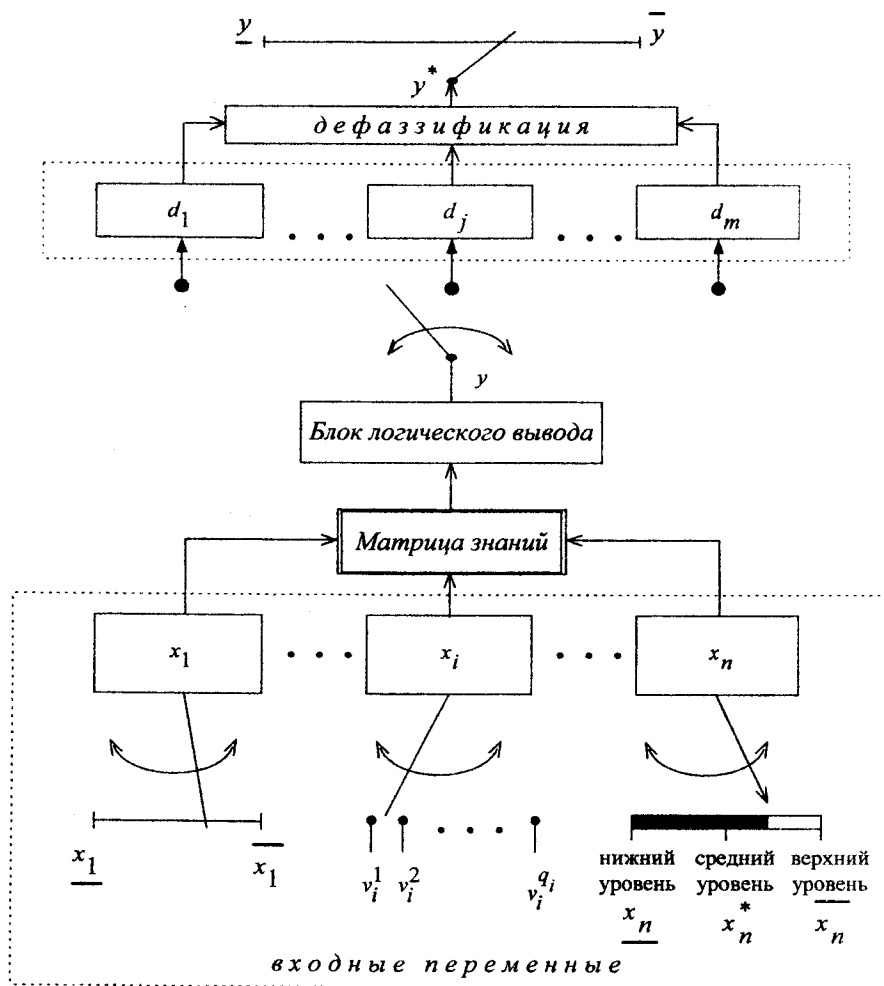 y y
y*
дефаззификация
d1 . . . dj . . . dm
y
Блок логического вывода
Матрица знаний
x1 . . . xi . . . xn
x1 x1 vi1 vi2 . . . viqi
нижний средний верхний
уровень уровень уровень
xn xn* xn
входные переменные